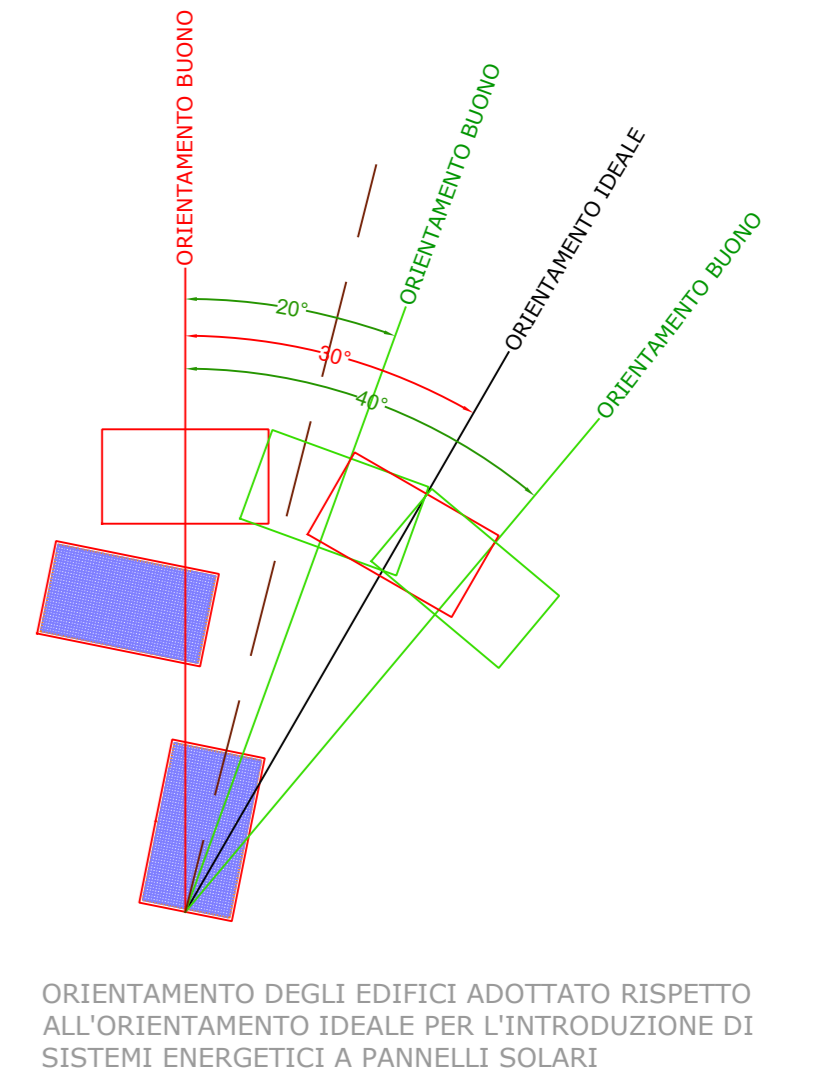 ORIENTAMENTO BUONO
ORIENTAMENTO BUONO
ORIENTAMENTO IDEALE
ORIENTAMENTO BUONO
20°
30°
40°
ORIENTAMENTO DEGLI EDIFICI ADOTTATO RISPETTO
ALL'ORIENTAMENTO IDEALE PER L'INTRODUZIONE DI
SISTEMI ENERGETICI A PANNELLI SOLARI